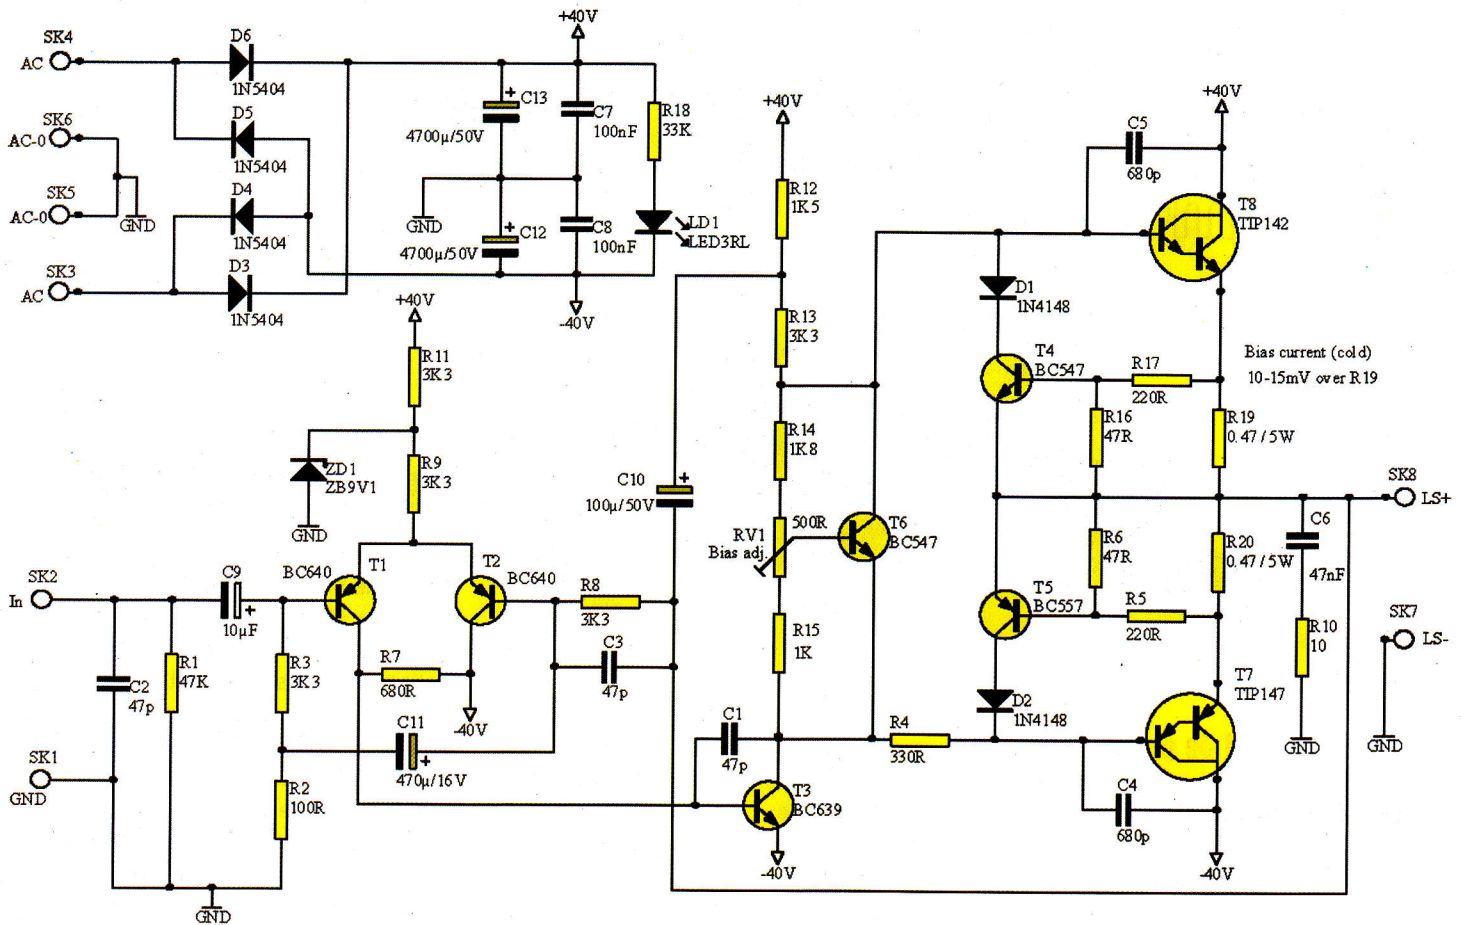 +40V
SK4
AC
D6
1N5404
SK6
AC-0
D5
1N5404
SK5
AC-0
GND
D4
1N5404
SK3
AC
D3
1N5404
+
C13
4700µ/50V
C7
100nF
R18
33K
GND
+
C12
4700µ/50V
C8
100nF
LD1
LED3RL
-40V
+40V
R11
3K3
ZD1
ZB9V1
GND
R9
3K3
+40V
R12
1K5
R13
3K3
R14
1K8
C10
+
100µ/50V
RV1
500R
Bias adj.
T6
BC547
R15
1K
+40V
C5
680p
T8
TIP142
D1
1N4148
T4
BC547
R17
220R
Bias current (cold)
10-15mV over R19
R16
47R
R19
0.47/5W
SK8
LS+
C6
47nF
R6
47R
R20
0.47/5W
T5
BC557
R5
220R
R10
10
GND
SK7
LS-
GND
D2
1N4148
T7
TIP147
R4
330R
C4
680p
-40V
SK2
In
C9
+
10µF
BC640
T1
T2
BC640
R8
3K3
C2
47p
R1
47K
R3
3K3
R7
680R
C3
47p
-40V
C11
+
470µ/16V
C1
47p
SK1
GND
R2
100R
T3
BC639
-40V
GND